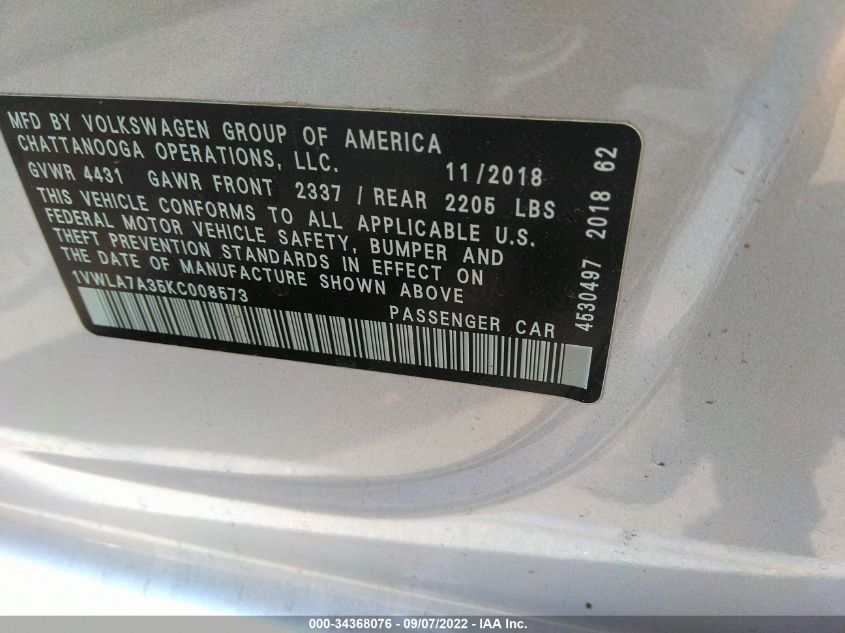 MFD BY VOLKSWAGEN GROUP OF AMERICA
CHATTANOOGA OPERATIONS, LLC. 11/2018
GVWR 4431 GAWR FRONT 2337 / REAR 2205 LBS
THIS VEHICLE CONFORMS TO ALL APPLICABLE U.S.
FEDERAL MOTOR VEHICLE SAFETY, BUMPER AND
THEFT PREVENTION STANDARDS IN EFFECT ON
THE DATE OF MANUFACTURE SHOWN ABOVE
1VWLA7A35KC008573
PASSENGER CAR
4530497 2018 62
000-34368076 - 09/07/2022 - IAA Inc.